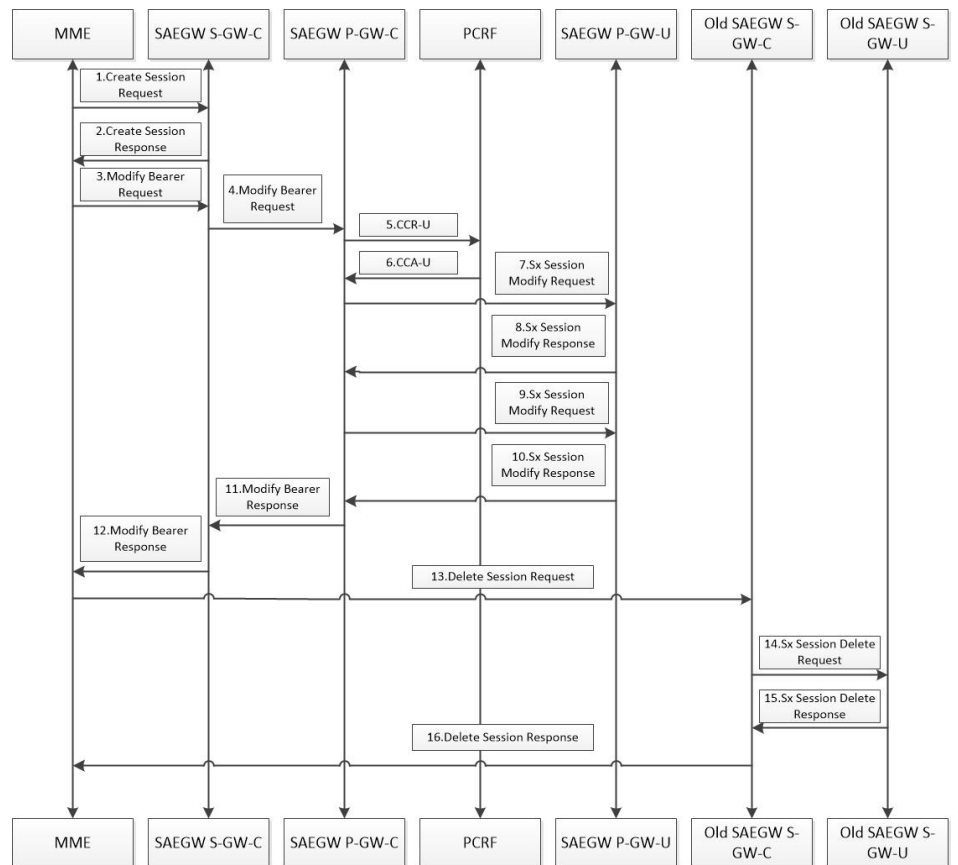 MME
SAEGW S-GW-C
SAEGW P-GW-C
PCRF
SAEGW P-GW-U
Old SAEGW S-
GW-C
Old SAEGW S-
GW-U
1.Create Session
Request
2.Create Session
Response
3.Modify Bearer
Request
4.Modify Bearer
Request
5.CCR-U
6.CCA-U
7.Sx Session
Modify Request
8.Sx Session
Modify Response
9.Sx Session
Modify Request
10.Sx Session
Modify Response
11.Modify Bearer
Response
12.Modify Bearer
Response
13.Delete Session Request
14.Sx Session Delete
Request
15.Sx Session Delete
Response
16.Delete Session Response
MME
SAEGW S-GW-C
SAEGW P-GW-C
PCRF
SAEGW P-GW-U
Old SAEGW S-
GW-C
Old SAEGW S-
GW-U